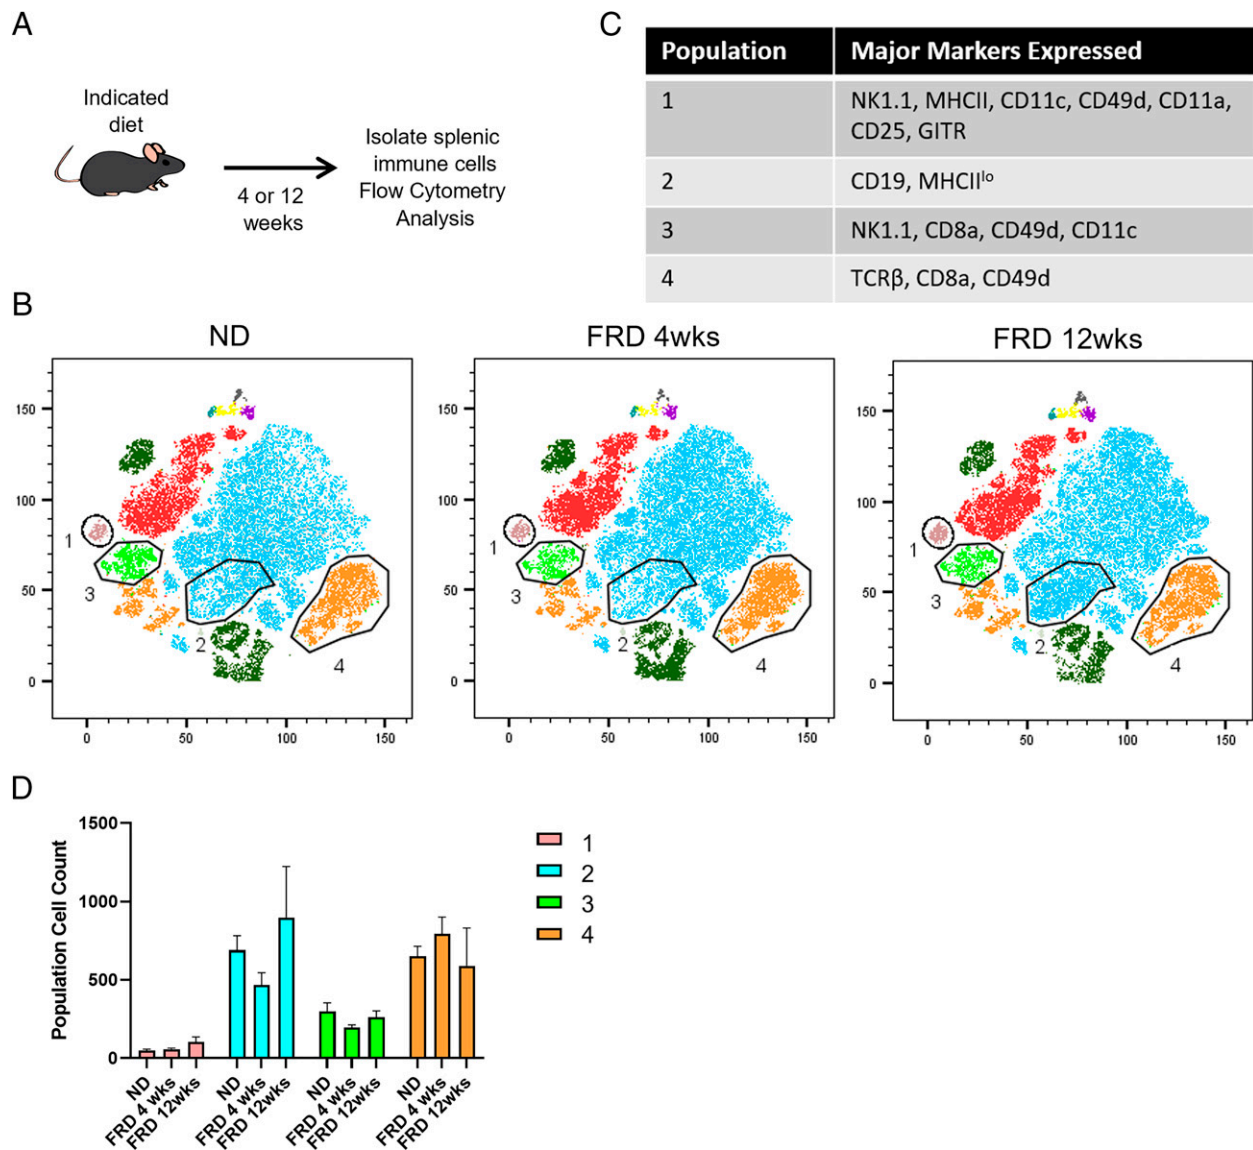 A
Indicated
diet
4 or 12
weeks
Isolate splenic
immune cells
Flow Cytometry
Analysis
C
Population Major Markers Expressed
1 NK1.1, MHCII, CD11c, CD49d, CD11a,
CD25, GITR
2 CD19, MHCIIˡᵒ
3 NK1.1, CD8a, CD49d, CD11c
4 TCRβ, CD8a, CD49d
B
ND
150
100
50
0
0 50 100 150
1
3
2
4
FRD 4wks
150
100
50
0
0 50 100 150
1
3
2
4
FRD 12wks
150
100
50
0
0 50 100 150
1
3
2
4
D
Population Cell Count
1500
1000
500
0
ND
FRD 4 wks
FRD 12wks
ND
FRD 4 wks
FRD 12wks
ND
FRD 4 wks
FRD 12wks
ND
FRD 4 wks
FRD 12wks
1
2
3
4